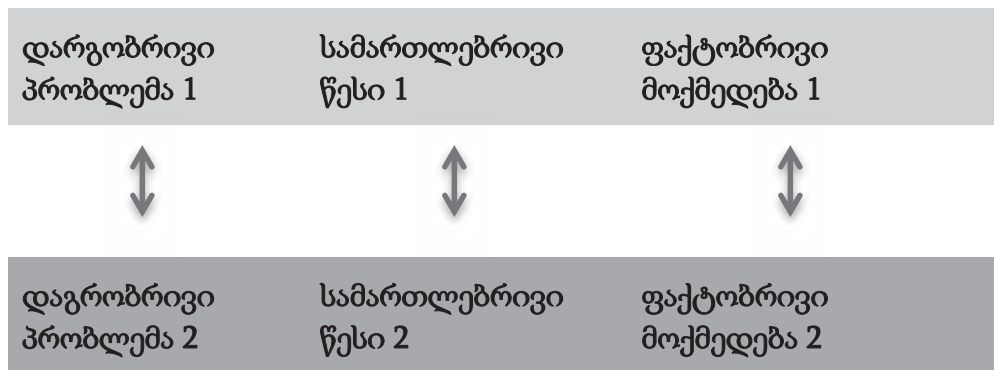 დარგობრივი სამართლებრივი ფაქტობრივი
პრობლემა 1 წესი 1 მოქმედება 1
დაგრობრივი სამართლებრივი ფაქტობრივი
პრობლემა 2 წესი 2 მოქმედება 2